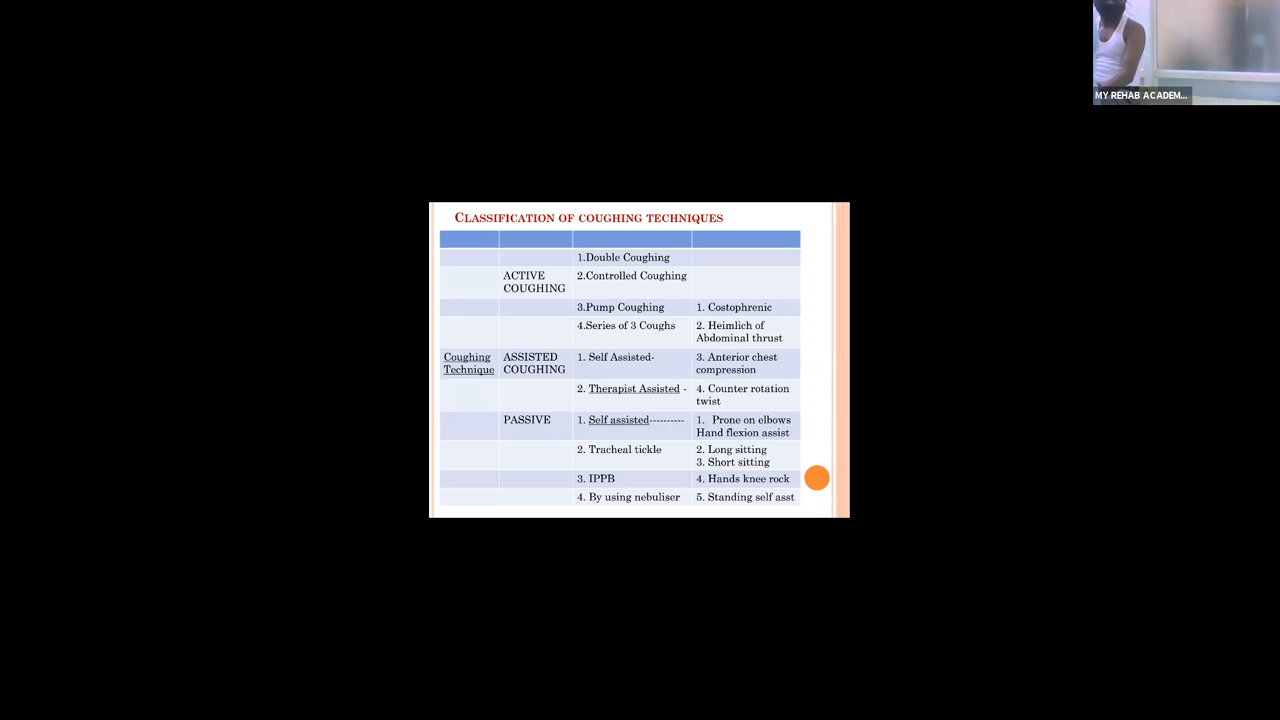 MY REHAB ACADEM...
CLASSIFICATION OF COUGHING TECHNIQUES
1.Double Coughing
ACTIVE COUGHING
2.Controlled Coughing
3.Pump Coughing
1. Costophrenic
4.Series of 3 Coughs
2. Heimlich of
Abdominal thrust
Coughing Technique
ASSISTED COUGHING
1. Self Assisted-
3. Anterior chest
compression
2. Therapist Assisted -
4. Counter rotation
twist
PASSIVE
1. Self assisted----------
1. Prone on elbows
Hand flexion assist
2. Tracheal tickle
2. Long sitting
3. Short sitting
3. IPPB
4. Hands knee rock
4. By using nebuliser
5. Standing self asst